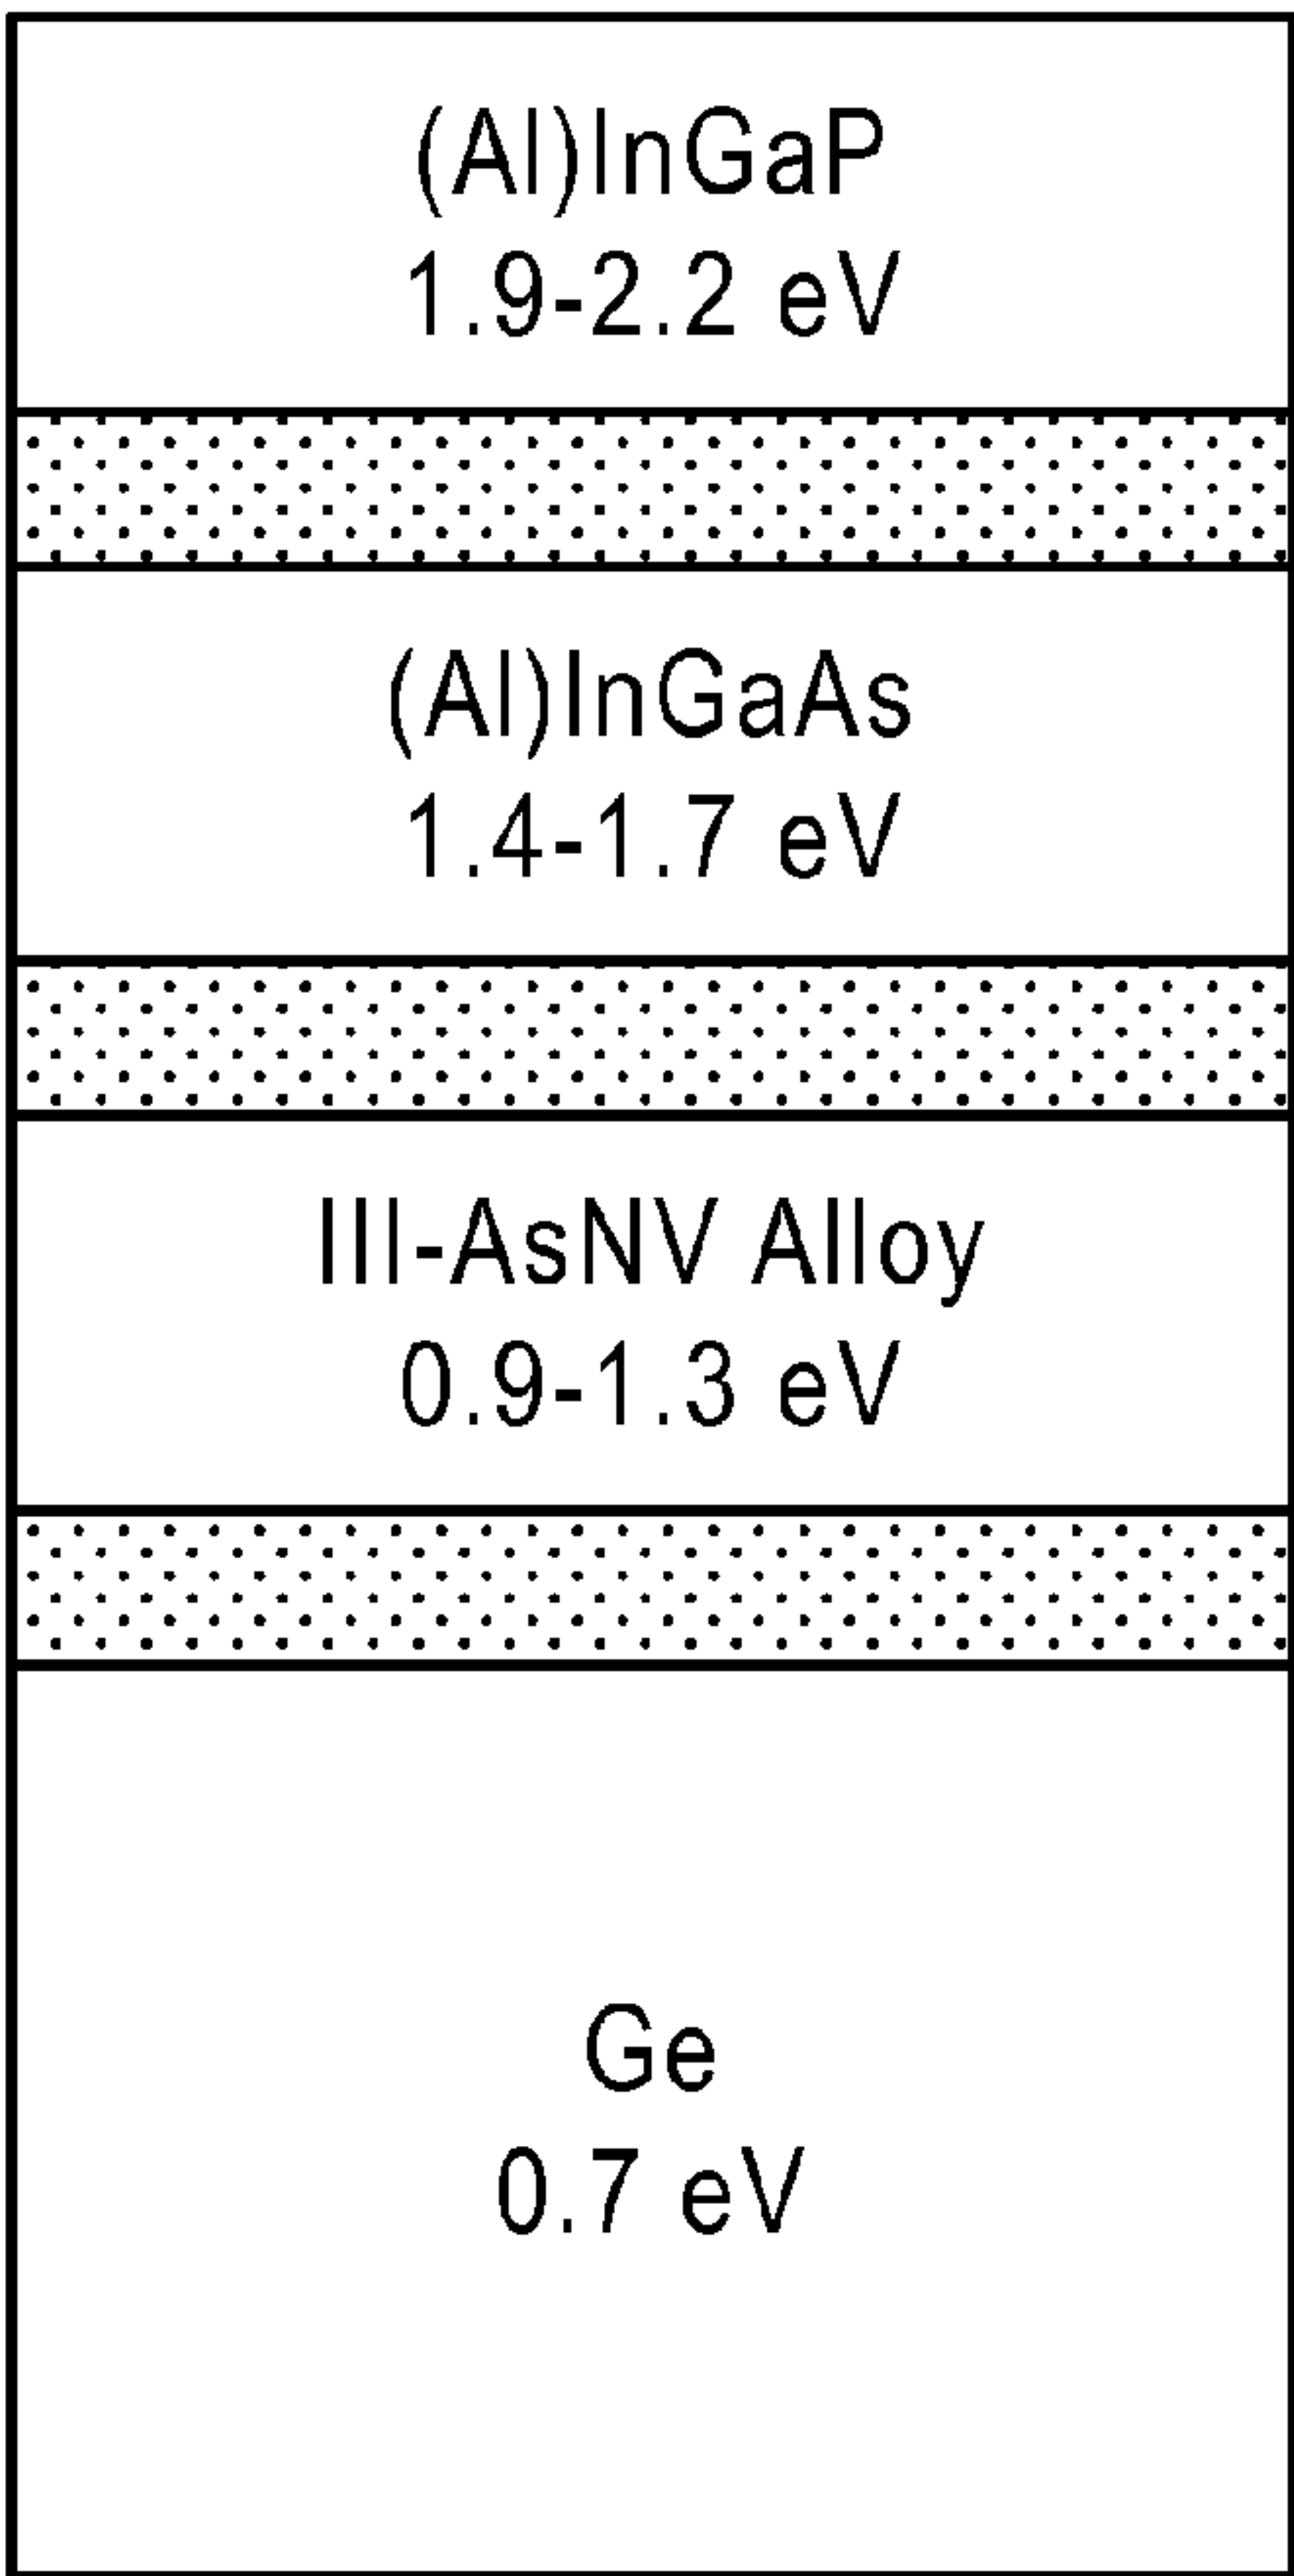 (Al)InGaP
1.9-2.2 eV
(Al)InGaAs
1.4-1.7 eV
III-AsNV Alloy
0.9-1.3 eV
Ge
0.7 eV